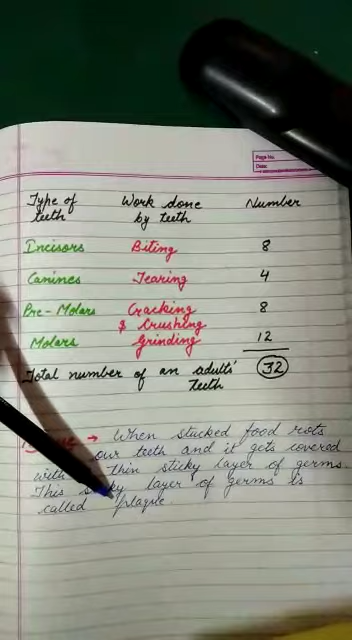 Page No.
Date:
Type of teeth Work done by teeth Number
Incisors Biting 8
Canines Tearing 4
Pre-Molars Cracking & Crushing 8
Molars Grinding 12
Total number of an adults' teeth 32
→ When stucked food rots
our teeth and it gets covered
with thin sticky layer of germs.
This sticky layer of germs is
called plaque